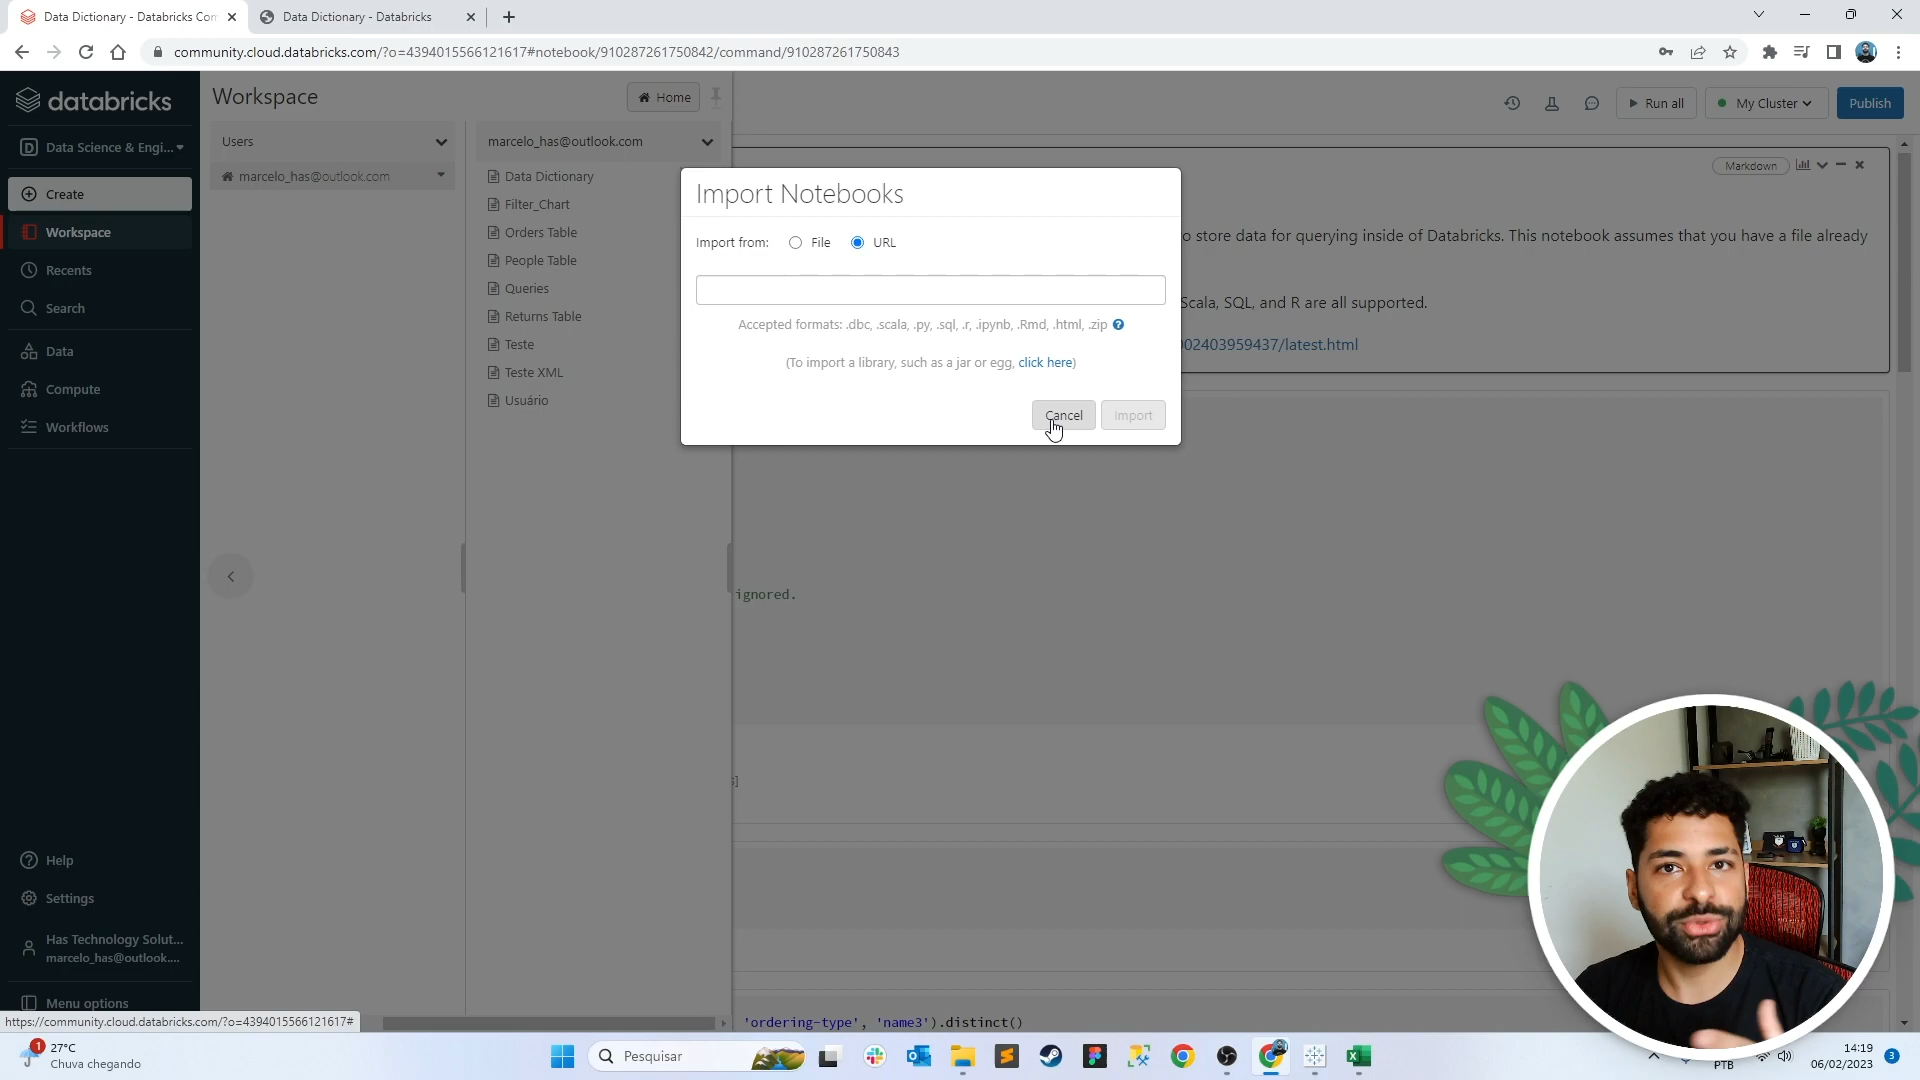 Data Dictionary - Databricks Com
Data Dictionary - Databricks
community.cloud.databricks.com/?o=4394015566121617#notebook/910287261750842/command/910287261750843
databricks
Workspace
Home
Run all
My Cluster
Publish
Data Science & Engi...
Users
marcelo_has@outlook.com
Create
marcelo_has@outlook.com
Data Dictionary
Markdown
Import Notebooks
Filter_Chart
Workspace
Orders Table
Import from:
File
URL
o store data for querying inside of Databricks. This notebook assumes that you have a file already
Recents
People Table
Queries
Search
Returns Table
Scala, SQL, and R are all supported.
Accepted formats: .dbc, .scala, .py, .sql, .r, .ipynb, .Rmd, .html, .zip
Data
Teste
02403959437/latest.html
(To import a library, such as a jar or egg, click here)
Teste XML
Compute
Usuário
Cancel
Import
Workflows
ignored.
s]
Help
Settings
Has Technology Solut...
marcelo_has@outlook....
Menu options
https://community.cloud.databricks.com/?o=4394015566121617#
'ordering-type', 'name3').distinct()
1
27°C
Chuva chegando
Pesquisar
PTB
14:19
06/02/2023
3